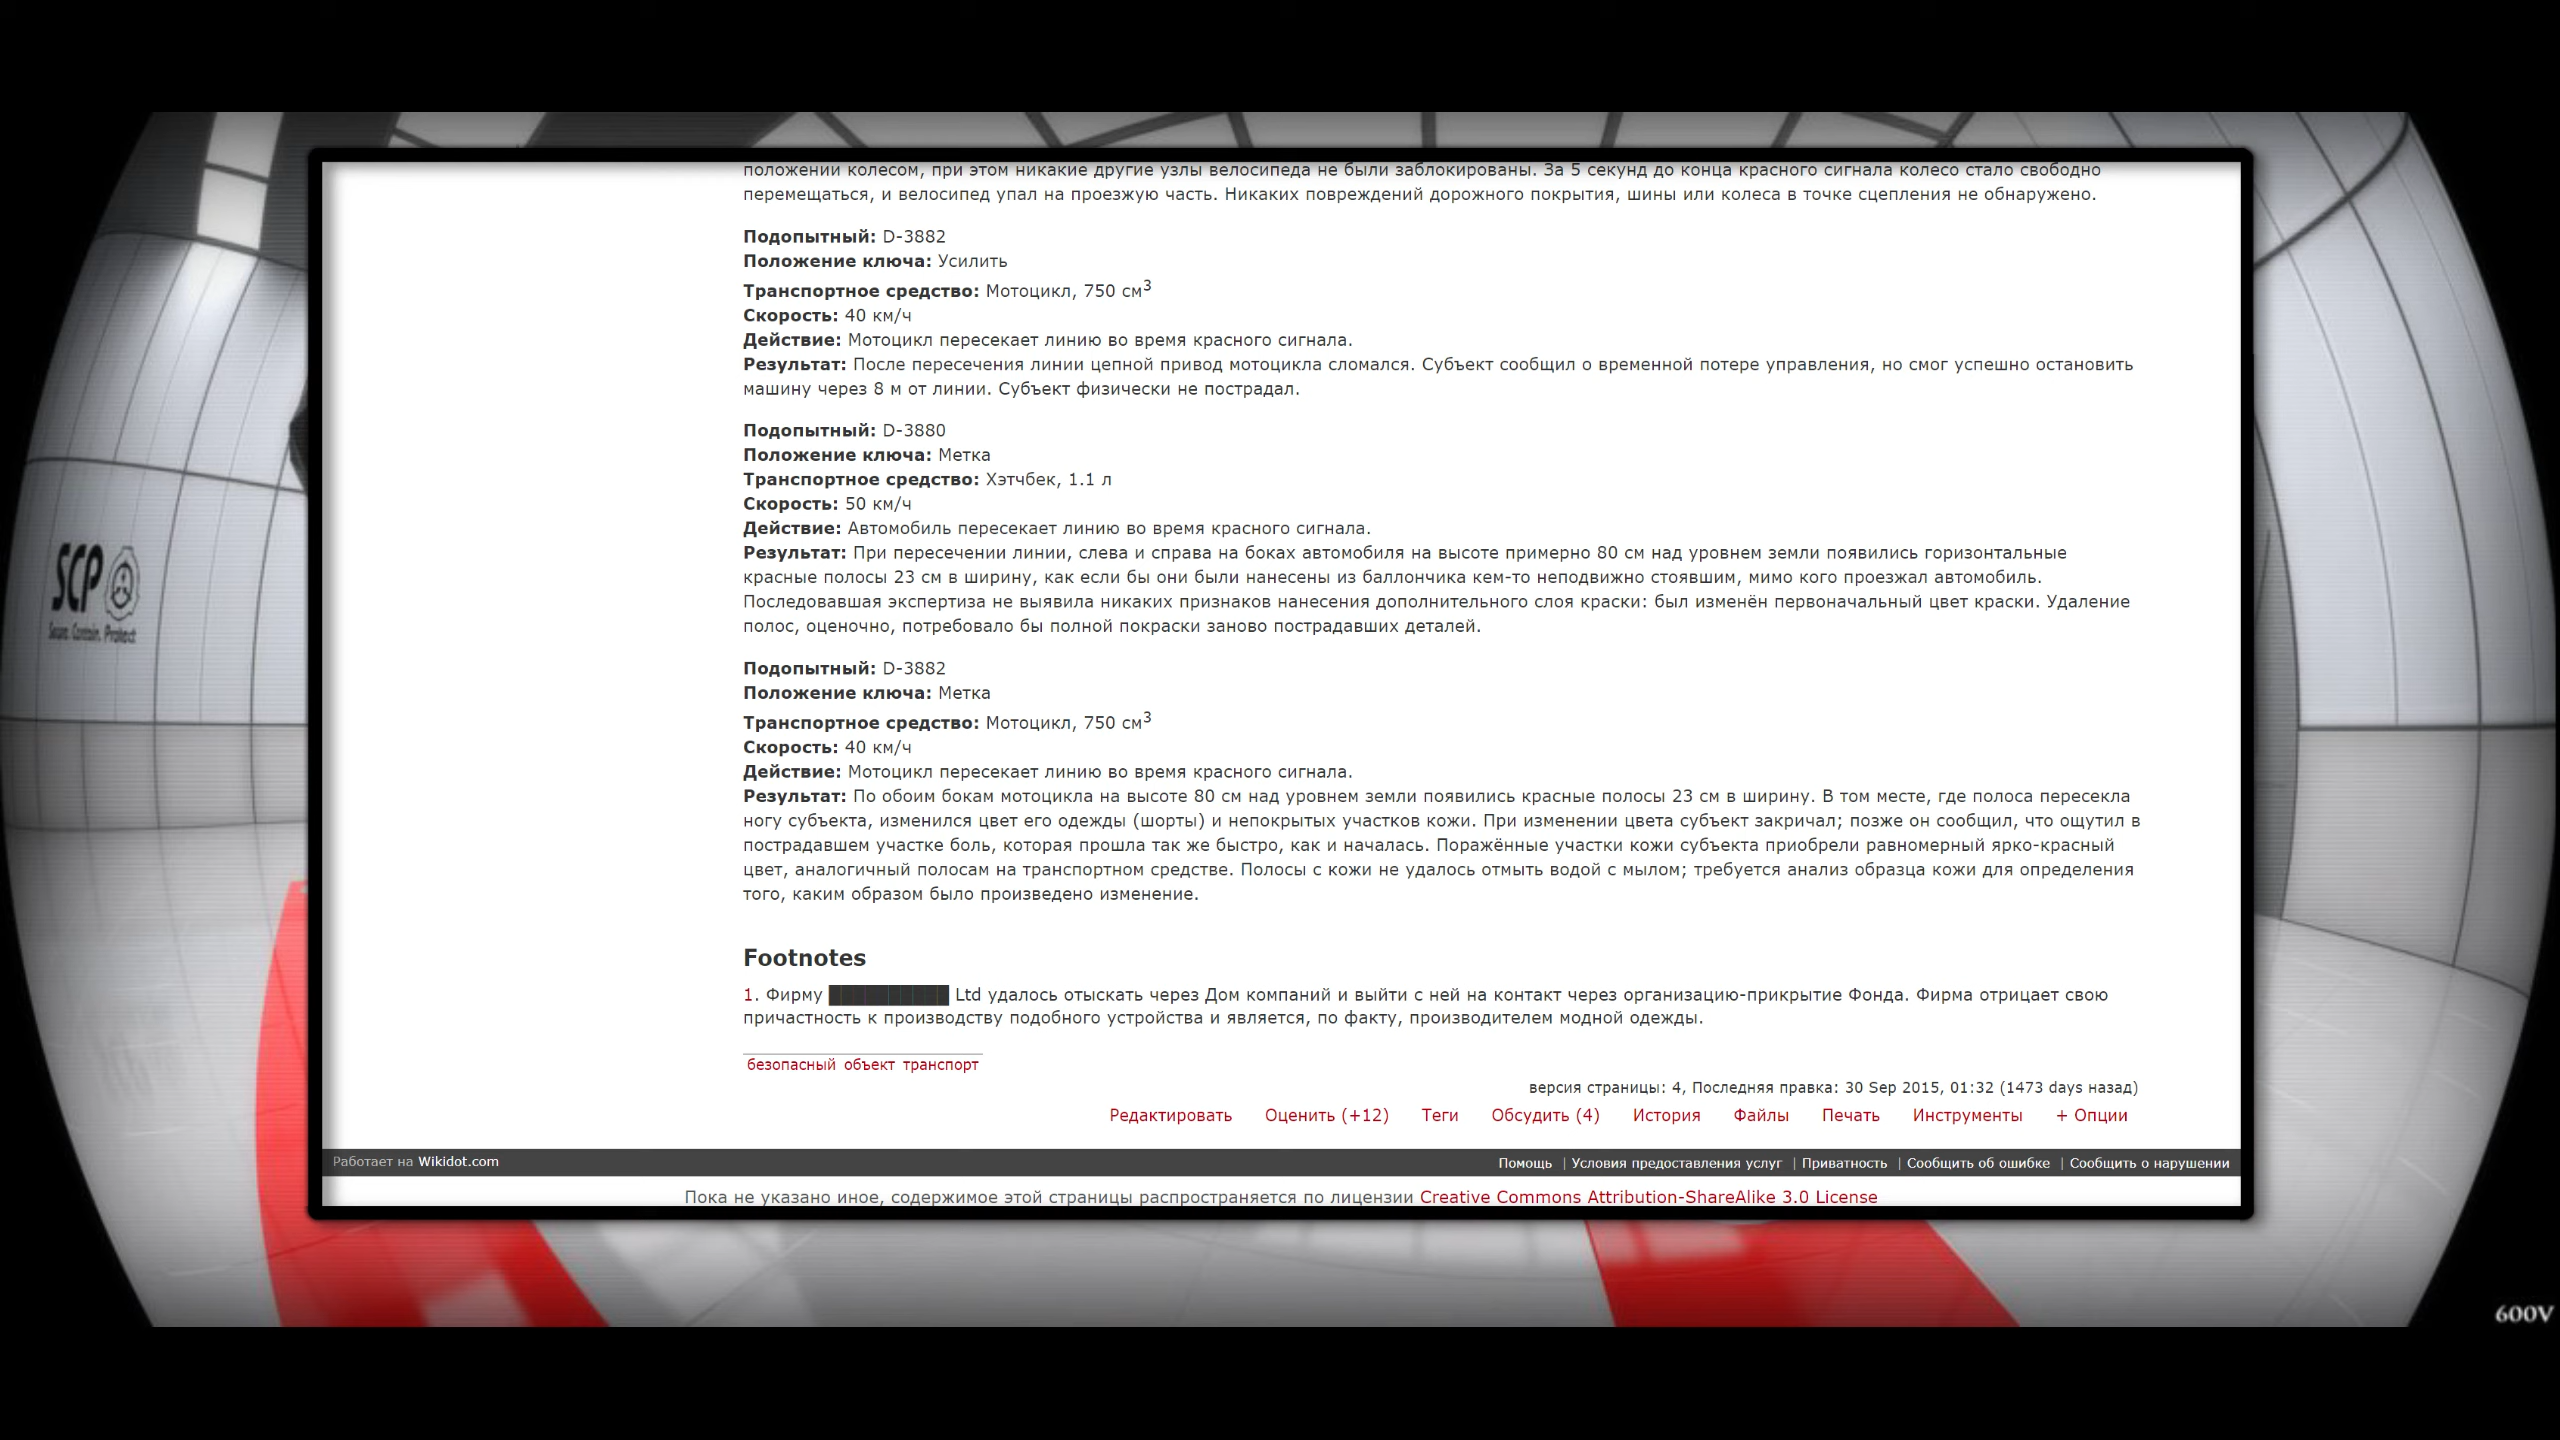 положении колесом, при этом никакие другие узлы велосипеда не были заблокированы. За 5 секунд до конца красного сигнала колесо стало свободно
перемещаться, и велосипед упал на проезжую часть. Никаких повреждений дорожного покрытия, шины или колеса в точке сцепления не обнаружено.
Подопытный: D-3882
Положение ключа: Усилить
Транспортное средство: Мотоцикл, 750 см³
Скорость: 40 км/ч
Действие: Мотоцикл пересекает линию во время красного сигнала.
Результат: После пересечения линии цепной привод мотоцикла сломался. Субъект сообщил о временной потере управления, но смог успешно остановить
машину через 8 м от линии. Субъект физически не пострадал.
Подопытный: D-3880
Положение ключа: Метка
Транспортное средство: Хэтчбек, 1.1 л
Скорость: 50 км/ч
Действие: Автомобиль пересекает линию во время красного сигнала.
Результат: При пересечении линии, слева и справа на боках автомобиля на высоте примерно 80 см над уровнем земли появились горизонтальные
красные полосы 23 см в ширину, как если бы они были нанесены из баллончика кем-то неподвижно стоявшим, мимо кого проезжал автомобиль.
Последовавшая экспертиза не выявила никаких признаков нанесения дополнительного слоя краски: был изменён первоначальный цвет краски. Удаление
полос, оценочно, потребовало бы полной покраски заново пострадавших деталей.
Подопытный: D-3882
Положение ключа: Метка
Транспортное средство: Мотоцикл, 750 см³
Скорость: 40 км/ч
Действие: Мотоцикл пересекает линию во время красного сигнала.
Результат: По обоим бокам мотоцикла на высоте 80 см над уровнем земли появились красные полосы 23 см в ширину. В том месте, где полоса пересекла
ногу субъекта, изменился цвет его одежды (шорты) и непокрытых участков кожи. При изменении цвета субъект закричал; позже он сообщил, что ощутил в
пострадавшем участке боль, которая прошла так же быстро, как и началась. Поражённые участки кожи субъекта приобрели равномерный ярко-красный
цвет, аналогичный полосам на транспортном средстве. Полосы с кожи не удалось отмыть водой с мылом; требуется анализ образца кожи для определения
того, каким образом было произведено изменение.
Footnotes
1. Фирму ██████████ Ltd удалось отыскать через Дом компаний и выйти с ней на контакт через организацию-прикрытие Фонда. Фирма отрицает свою
причастность к производству подобного устройства и является, по факту, производителем модной одежды.
безопасный объект транспорт
версия страницы: 4, Последняя правка: 30 Sep 2015, 01:32 (1473 days назад)
Редактировать Оценить (+12) Теги Обсудить (4) История Файлы Печать Инструменты + Опции
Работает на Wikidot.com
Помощь | Условия предоставления услуг | Приватность | Сообщить об ошибке | Сообщить о нарушении
Пока не указано иное, содержимое этой страницы распространяется по лицензии Creative Commons Attribution-ShareAlike 3.0 License
SCP
Secure. Contain. Protect
600V